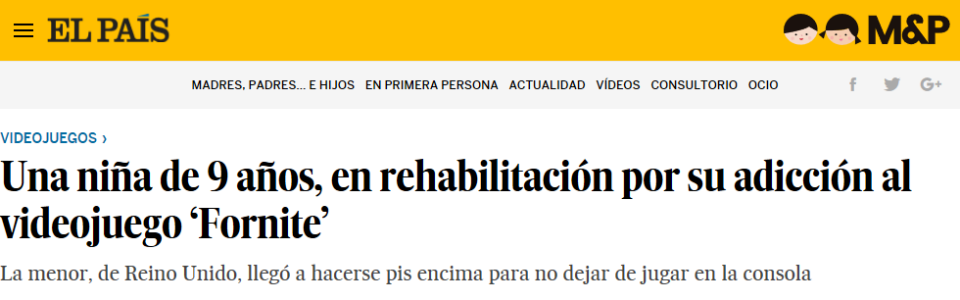 EL PAÍS
M&P
MADRES, PADRES... E HIJOS EN PRIMERA PERSONA ACTUALIDAD VÍDEOS CONSULTORIO OCIO
f G+
VIDEOJUEGOS ›
Una niña de 9 años, en rehabilitación por su adicción al
videojuego ‘Fornite’
La menor, de Reino Unido, llegó a hacerse pis encima para no dejar de jugar en la consola